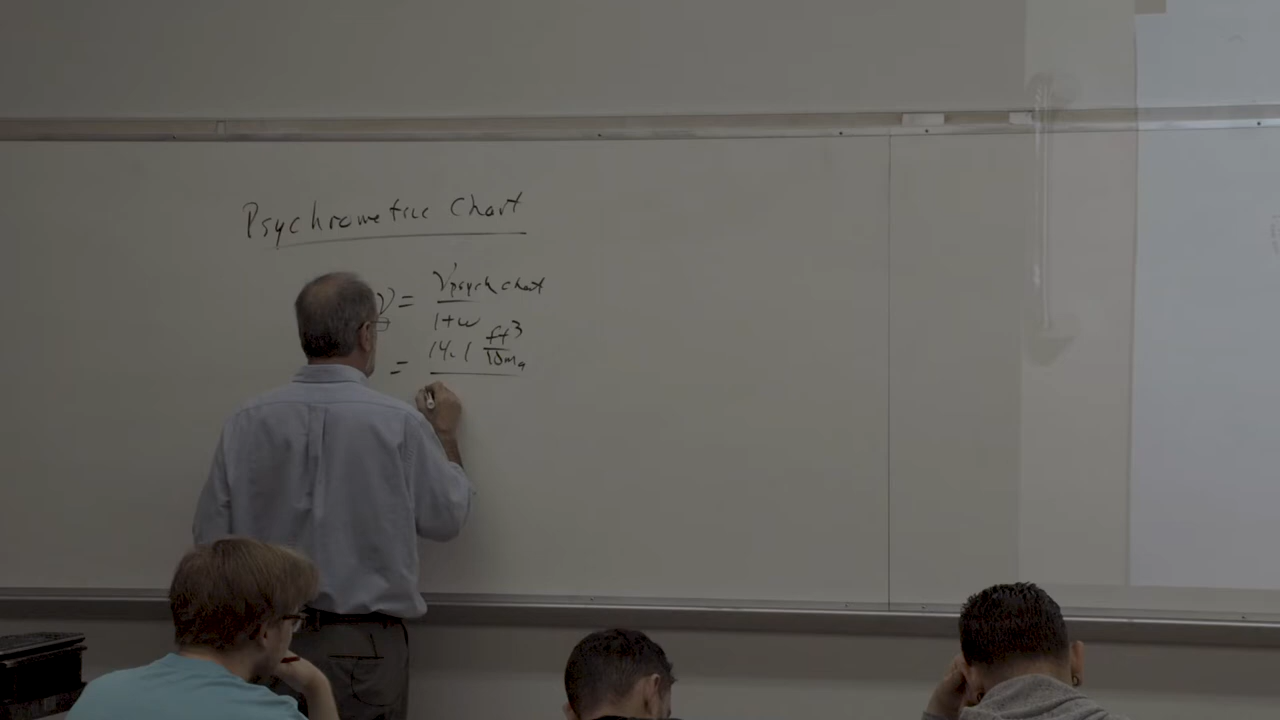 Psychrometric Chart
ν = ν'psych chart
1+ω
= 14.1 ft³
lbma